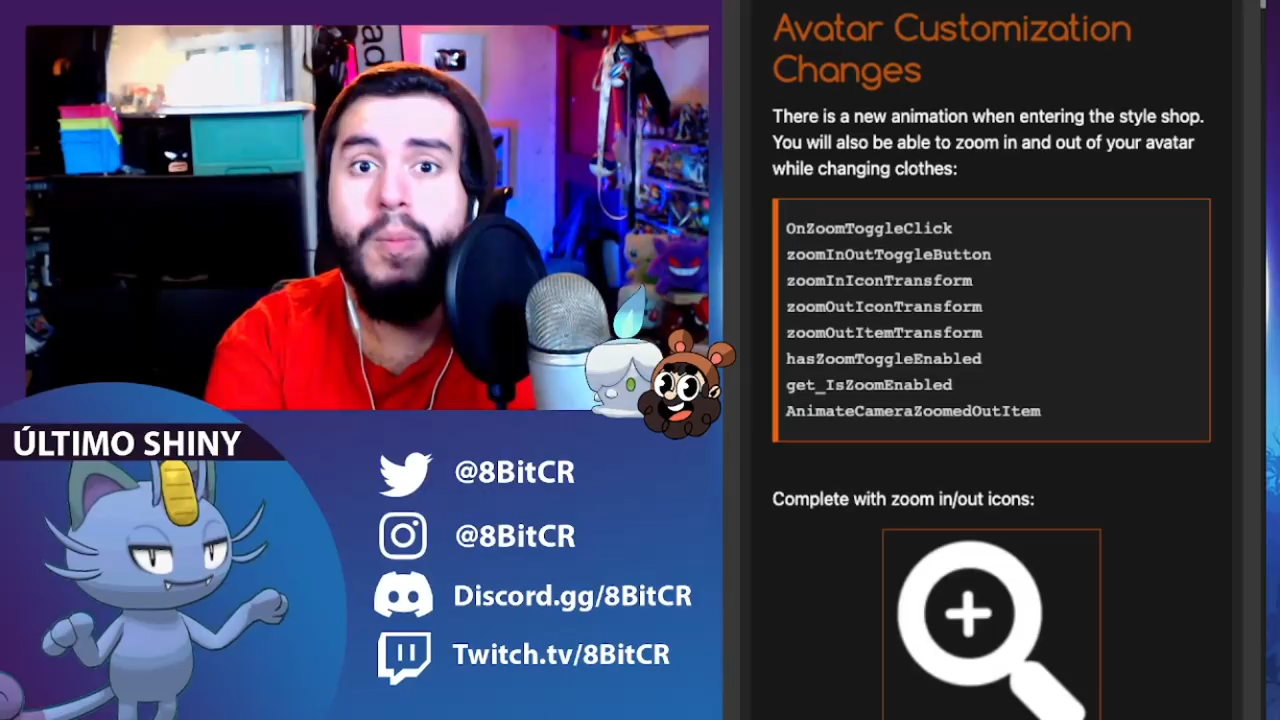 Avatar Customization
Changes
There is a new animation when entering the style shop.
You will also be able to zoom in and out of your avatar
while changing clothes:
OnZoomToggleClick
zoomInOutToggleButton
zoomInIconTransform
zoomOutIconTransform
zoomOutItemTransform
hasZoomToggleEnabled
get_IsZoomEnabled
AnimateCameraZoomedOutItem
Complete with zoom in/out icons:
ÚLTIMO SHINY
@8BitCR
@8BitCR
Discord.gg/8BitCR
Twitch.tv/8BitCR